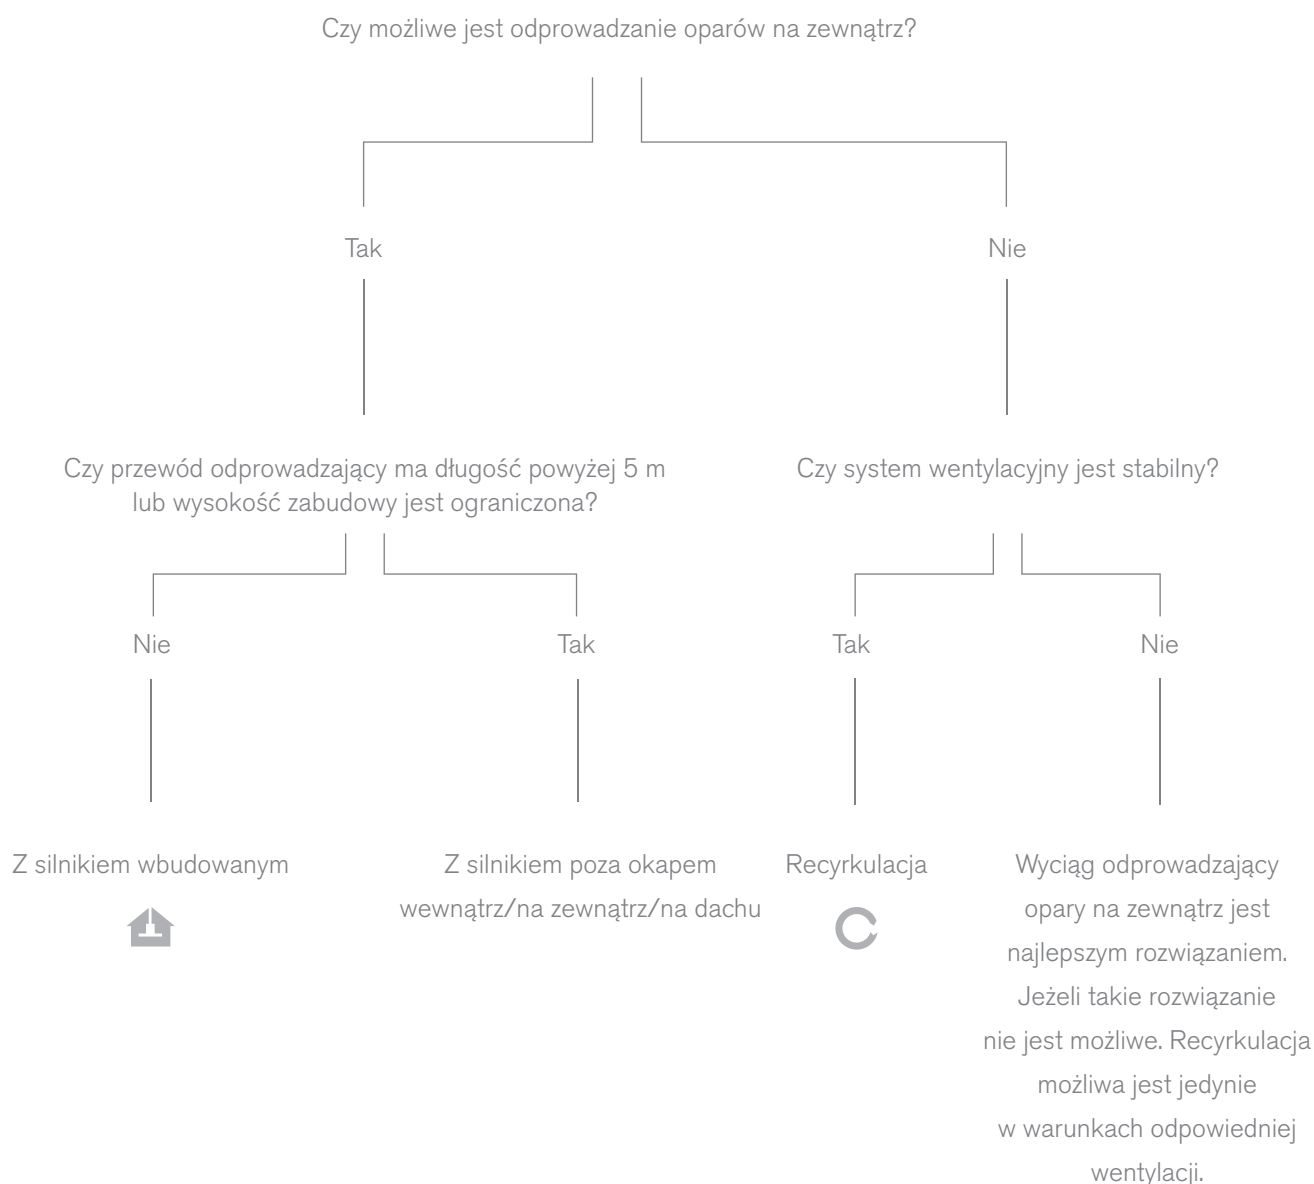 Czy możliwe jest odprowadzanie oparów na zewnątrz?
Tak
Nie
Czy przewód odprowadzający ma długość powyżej 5 m
lub wysokość zabudowy jest ograniczona?
Czy system wentylacyjny jest stabilny?
Nie
Tak
Tak
Nie
Z silnikiem wbudowanym
Z silnikiem poza okapem
wewnątrz/na zewnątrz/na dachu
Recyrkulacja
Wyciąg odprowadzający
opary na zewnątrz jest
najlepszym rozwiązaniem.
Jeżeli takie rozwiązanie
nie jest możliwe. Recyrkulacja
możliwa jest jedynie
w warunkach odpowiedniej
wentylacji.